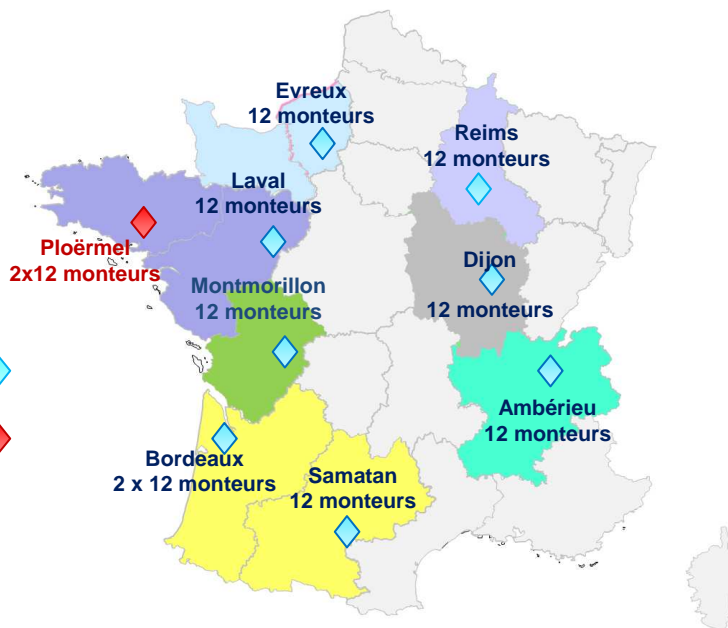 Evreux
12 monteurs
Reims
12 monteurs
Laval
12 monteurs
Ploërmel
2x12 monteurs
Dijon
12 monteurs
Montmorillon
12 monteurs
Ambérieu
12 monteurs
Bordeaux
2 x 12 monteurs
Samatan
12 monteurs